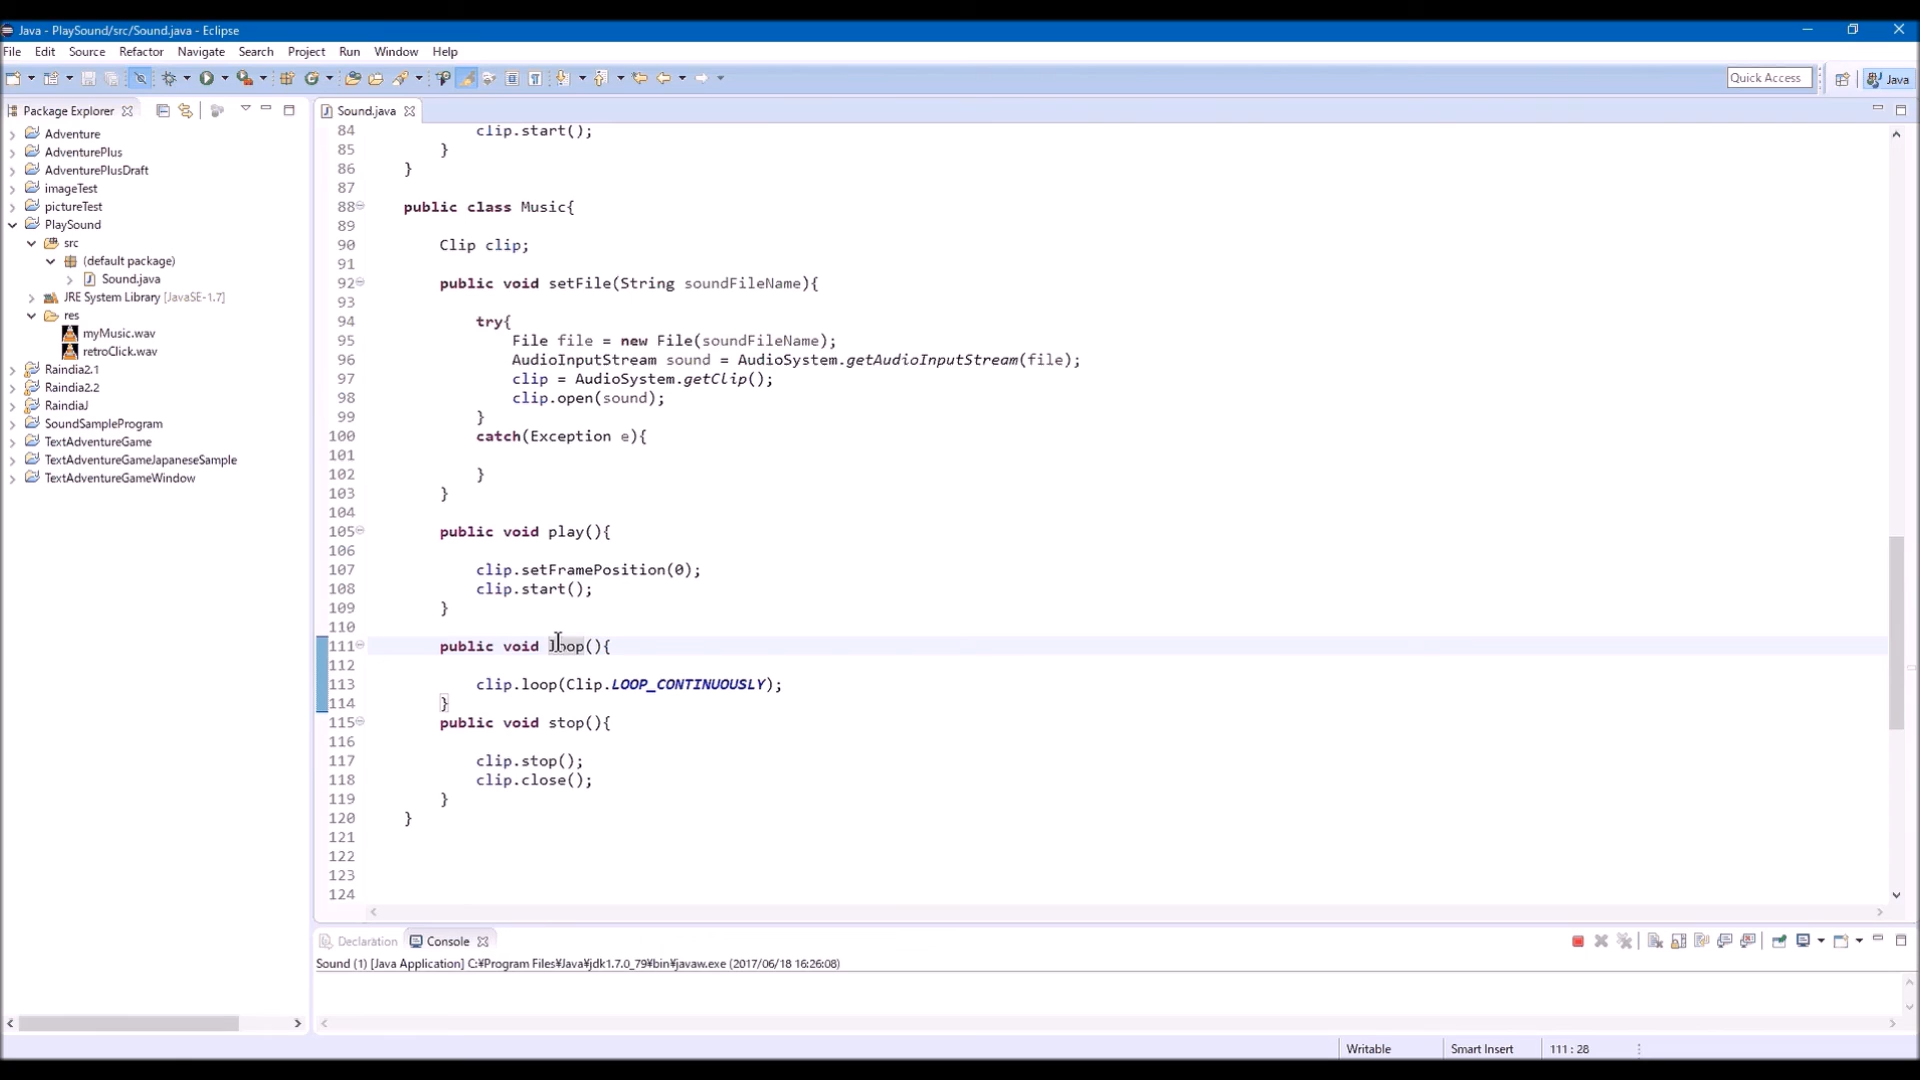 Java - PlaySound/src/Sound.java - Eclipse
File Edit Source Refactor Navigate Search Project Run Window Help
Quick Access
Java
Package Explorer
Adventure
AdventurePlus
AdventurePlusDraft
imageTest
pictureTest
PlaySound
src
(default package)
Sound.java
JRE System Library [JavaSE-1.7]
res
myMusic.wav
retroClick.wav
Raindia2.1
Raindia2.2
RaindiaJ
SoundSampleProgram
TextAdventureGame
TextAdventureGameJapaneseSample
TextAdventureGameWindow
Sound.java
84 clip.start();
85 }
86 }
87
88 public class Music{
89
90 Clip clip;
91
92 public void setFile(String soundFileName){
93
94 try{
95 File file = new File(soundFileName);
96 AudioInputStream sound = AudioSystem.getAudioInputStream(file);
97 clip = AudioSystem.getClip();
98 clip.open(sound);
99 }
100 catch(Exception e){
101
102 }
103 }
104
105 public void play(){
106
107 clip.setFramePosition(0);
108 clip.start();
109 }
110
111 public void loop(){
112
113 clip.loop(Clip.LOOP_CONTINUOUSLY);
114 }
115 public void stop(){
116
117 clip.stop();
118 clip.close();
119 }
120 }
121
122
123
124
Declaration Console
Sound (1) [Java Application] C:¥Program Files¥Java¥jdk1.7.0_79¥bin¥javaw.exe (2017/06/18 16:26:08)
Writable Smart Insert 111 : 28